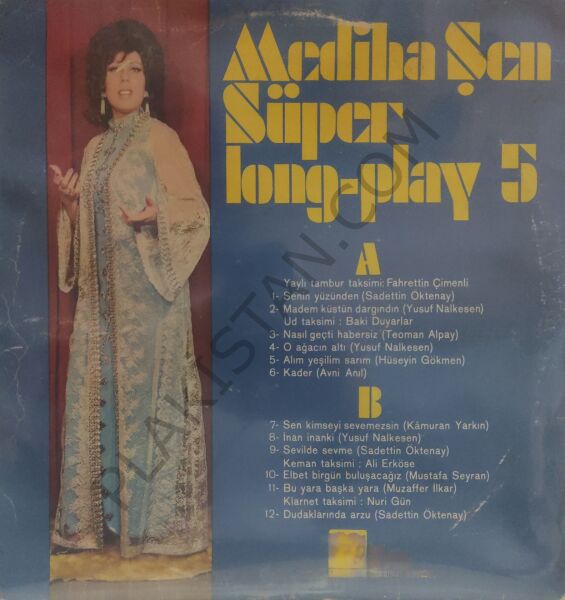 Mediha Şen
Süper
long-play 5
A
Yaylı tambur taksimi: Fahrettin Çimenli
1- Senin yüzünden (Sadettin Öktenay)
2- Madem küstün dargındın (Yusuf Nalkesen)
Ud taksimi : Baki Duyarlar
3- Nasıl geçti habersiz (Teoman Alpay)
4- O ağacın altı (Yusuf Nalkesen)
5- Alım yeşilim sarım (Hüseyin Gökmen)
6- Kader (Avni Anıl)
B
7- Sen kimseyi sevemezsin (Kâmuran Yarkın)
8- İnan inanki (Yusuf Nalkesen)
9- Sevilde sevme (Sadettin Öktenay)
Keman taksimi : Ali Erköse
10- Elbet birgün buluşacağız (Mustafa Seyran)
11- Bu yara başka yara (Muzaffer İlkar)
Klarnet taksimi : Nuri Gün
12- Dudaklarında arzu (Sadettin Öktenay)
PLAKİSTAN.COM